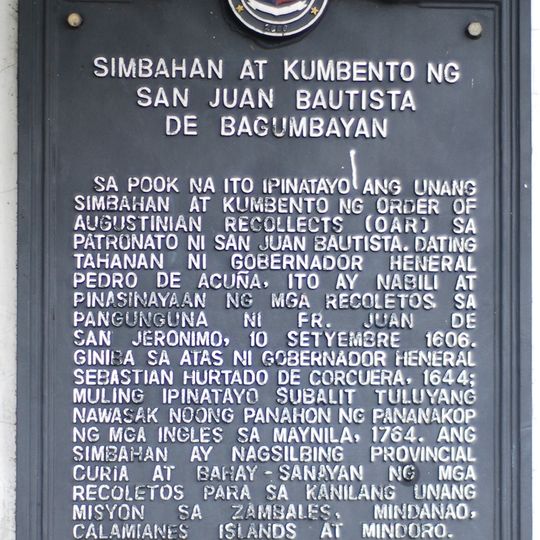 SIMBAHAN AT KUMBENTO NG
SAN JUAN BAUTISTA
DE BAGUMBAYAN
SA POOK NA ITO IPINATAYO ANG UNANG
SIMBAHAN AT KUMBENTO NG ORDER OF
AUGUSTINIAN RECOLLECTS (OAR) SA
PATRONATO NI SAN JUAN BAUTISTA. DATING
TAHANAN NI GOBERNADOR HENERAL
PEDRO DE ACUÑA, ITO AY NABILI AT
PINASINAYAAN NG MGA RECOLETOS SA
PANGUNGUNA NI FR. JUAN DE
SAN JERONIMO, 10 SETYEMBRE 1606.
GINIBA SA ATAS NI GOBERNADOR HENERAL
SEBASTIAN HURTADO DE CORCUERA, 1644;
MULING IPINATAYO SUBALIT TULUYANG
NAWASAK NOONG PANAHON NG PANANAKOP
NG MGA INGLES SA MAYNILA, 1764. ANG
SIMBAHAN AY NAGSILBING PROVINCIAL
CURIA AT BAHAY-SANAYAN NG MGA
RECOLETOS PARA SA KANILANG UNANG
MISYON SA ZAMBALES, MINDANAO,
CALAMIANES ISLANDS AT MINDORO.